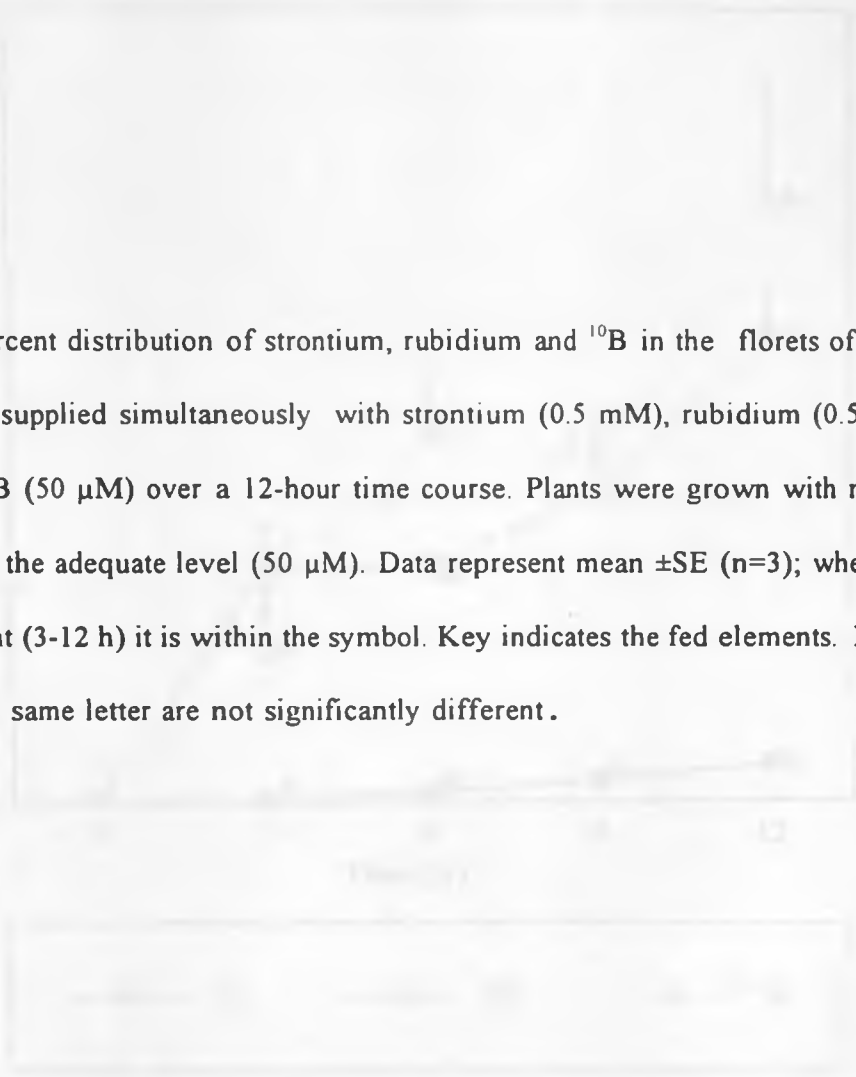 rcent distribution of strontium, rubidium and ¹⁰B in the florets of
supplied simultaneously with strontium (0.5 mM), rubidium (0.5
B (50 μM) over a 12-hour time course. Plants were grown with r
the adequate level (50 μM). Data represent mean ±SE (n=3); whe
nt (3-12 h) it is within the symbol. Key indicates the fed elements.
same letter are not significantly different.
12